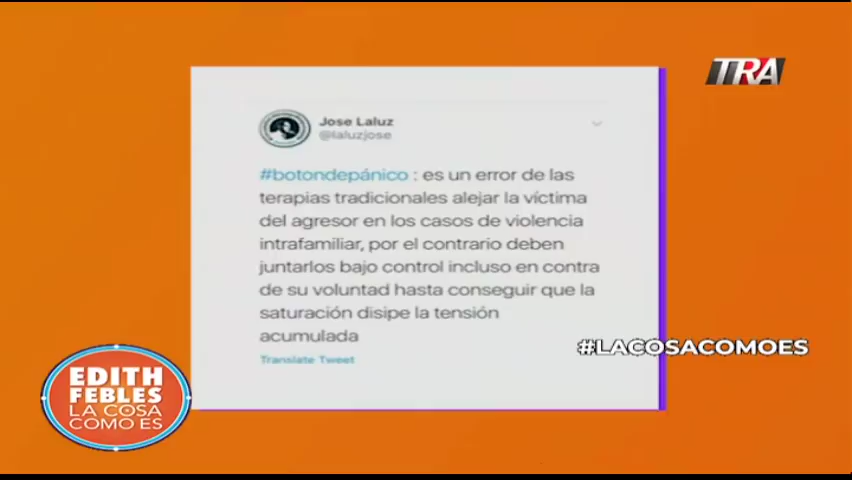 TRA
Jose Laluz
@laluzjose
#botondepánico : es un error de las
terapias tradicionales alejar la víctima
del agresor en los casos de violencia
intrafamiliar, por el contrario deben
juntarlos bajo control incluso en contra
de su voluntad hasta conseguir que la
saturación disipe la tensión
acumulada
Translate Tweet
#LACOSACOMOES
EDITH
FEBLES
LA COSA
COMO ES